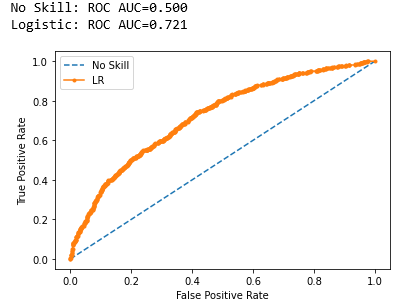 No Skill: ROC AUC=0.500
Logistic: ROC AUC=0.721
No Skill
LR
True Positive Rate
1.0
0.8
0.6
0.4
0.2
0.0
0.0 0.2 0.4 0.6 0.8 1.0
False Positive Rate